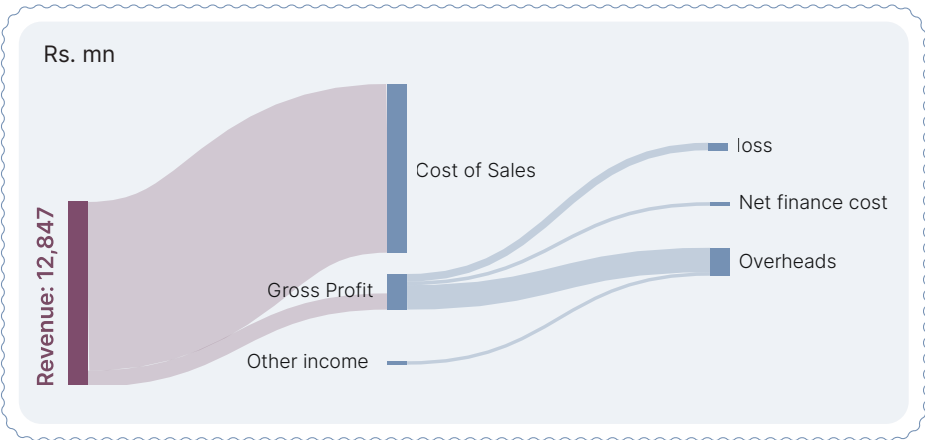 Rs. mn
Revenue: 12,847
Cost of Sales
Gross Profit
Other income
loss
Net finance cost
Overheads